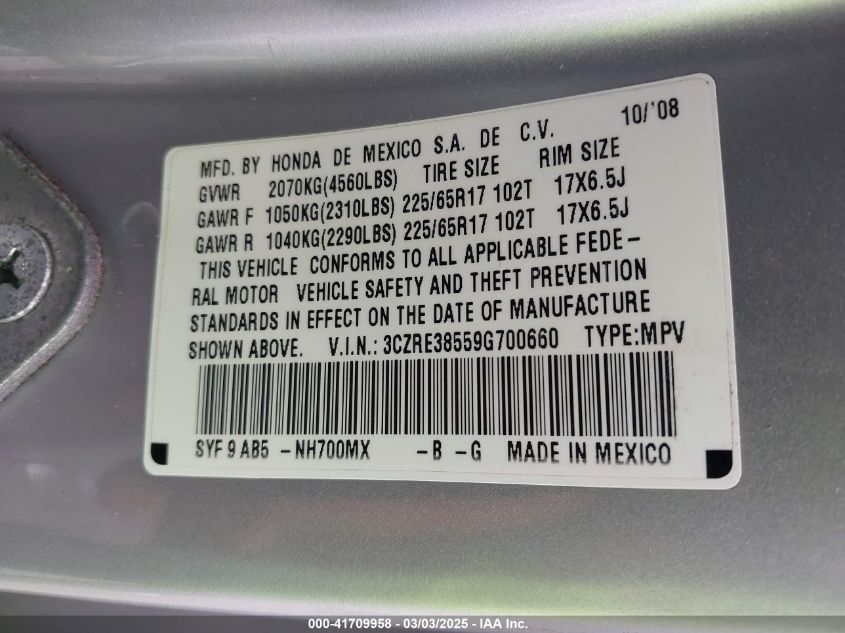 10/'08
MFD. BY HONDA DE MEXICO S.A. DE C.V.
GVWR 2070KG(4560LBS) TIRE SIZE RIM SIZE
GAWR F 1050KG(2310LBS) 225/65R17 102T 17X6.5J
GAWR R 1040KG(2290LBS) 225/65R17 102T 17X6.5J
THIS VEHICLE CONFORMS TO ALL APPLICABLE FEDE-
RAL MOTOR VEHICLE SAFETY AND THEFT PREVENTION
STANDARDS IN EFFECT ON THE DATE OF MANUFACTURE
SHOWN ABOVE. V.I.N.: 3CZRE38559G700660 TYPE:MPV
SYF 9 AB5 -NH700MX -B -G MADE IN MEXICO
000-41709958 - 03/03/2025 - IAA Inc.